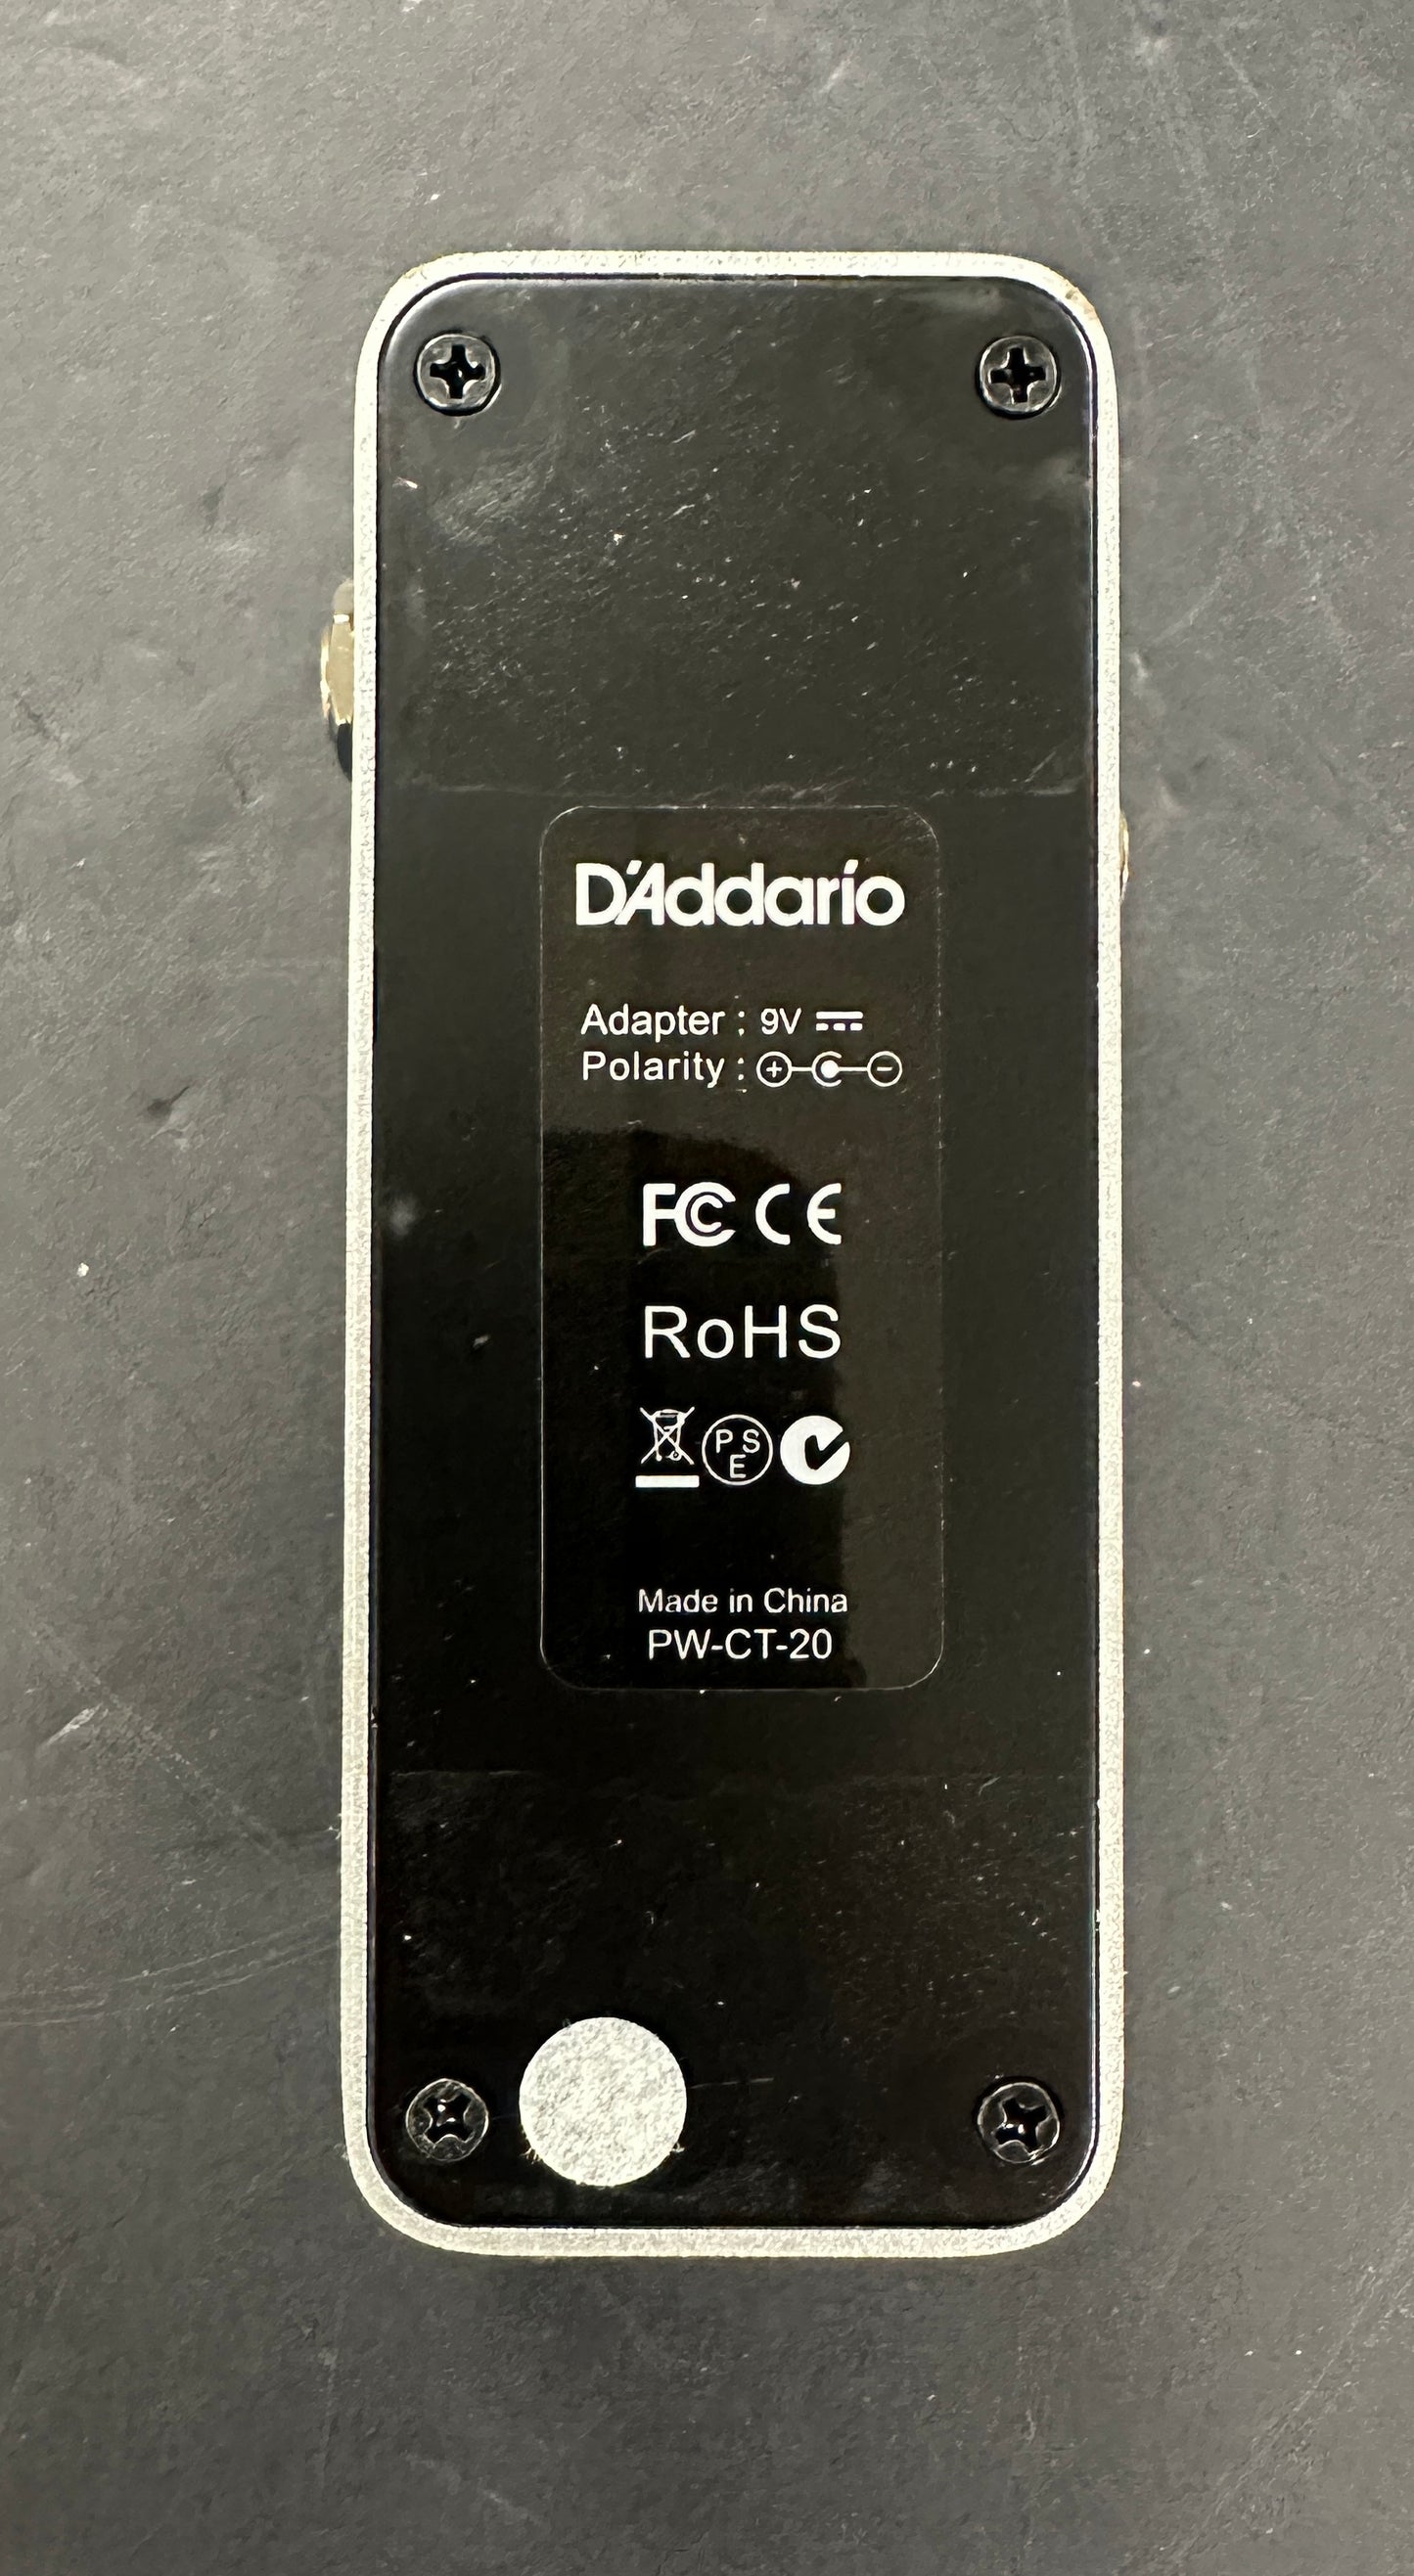 D'Addario
Adapter : 9V
Polarity : + -
FC CE
RoHS
PSE
Made in China
PW-CT-20